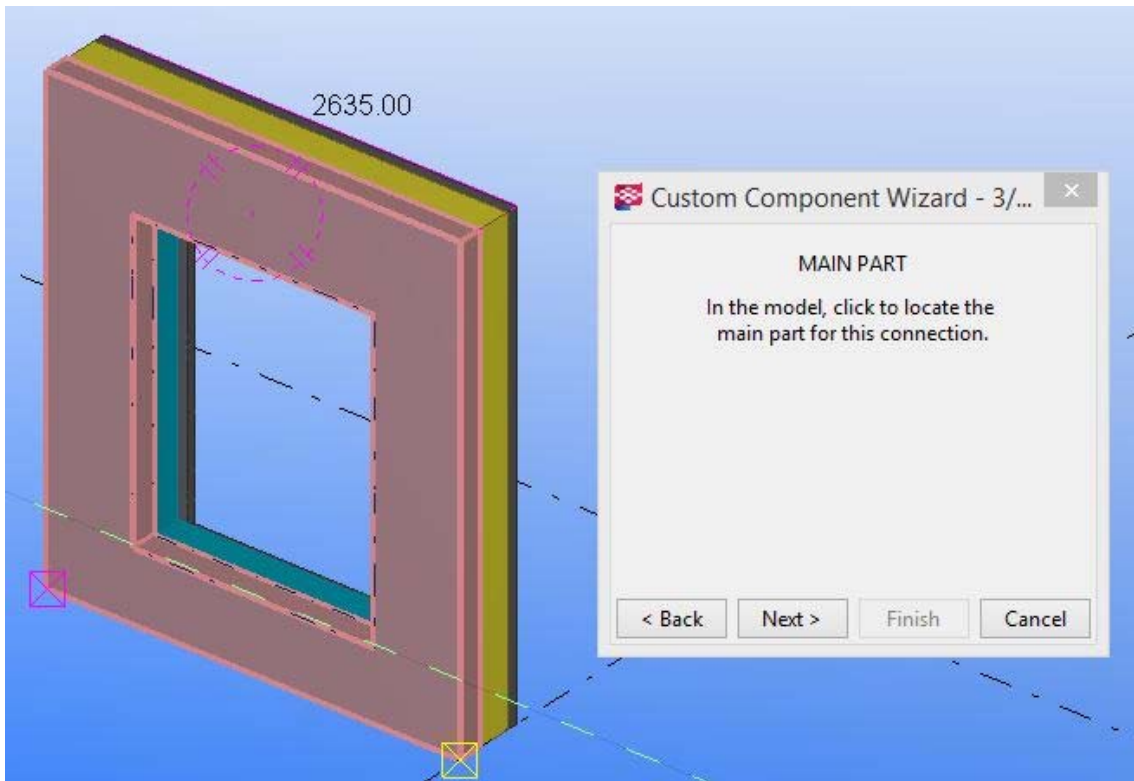 2635.00
Custom Component Wizard - 3/...
MAIN PART
In the model, click to locate the
main part for this connection.
< Back
Next >
Finish
Cancel